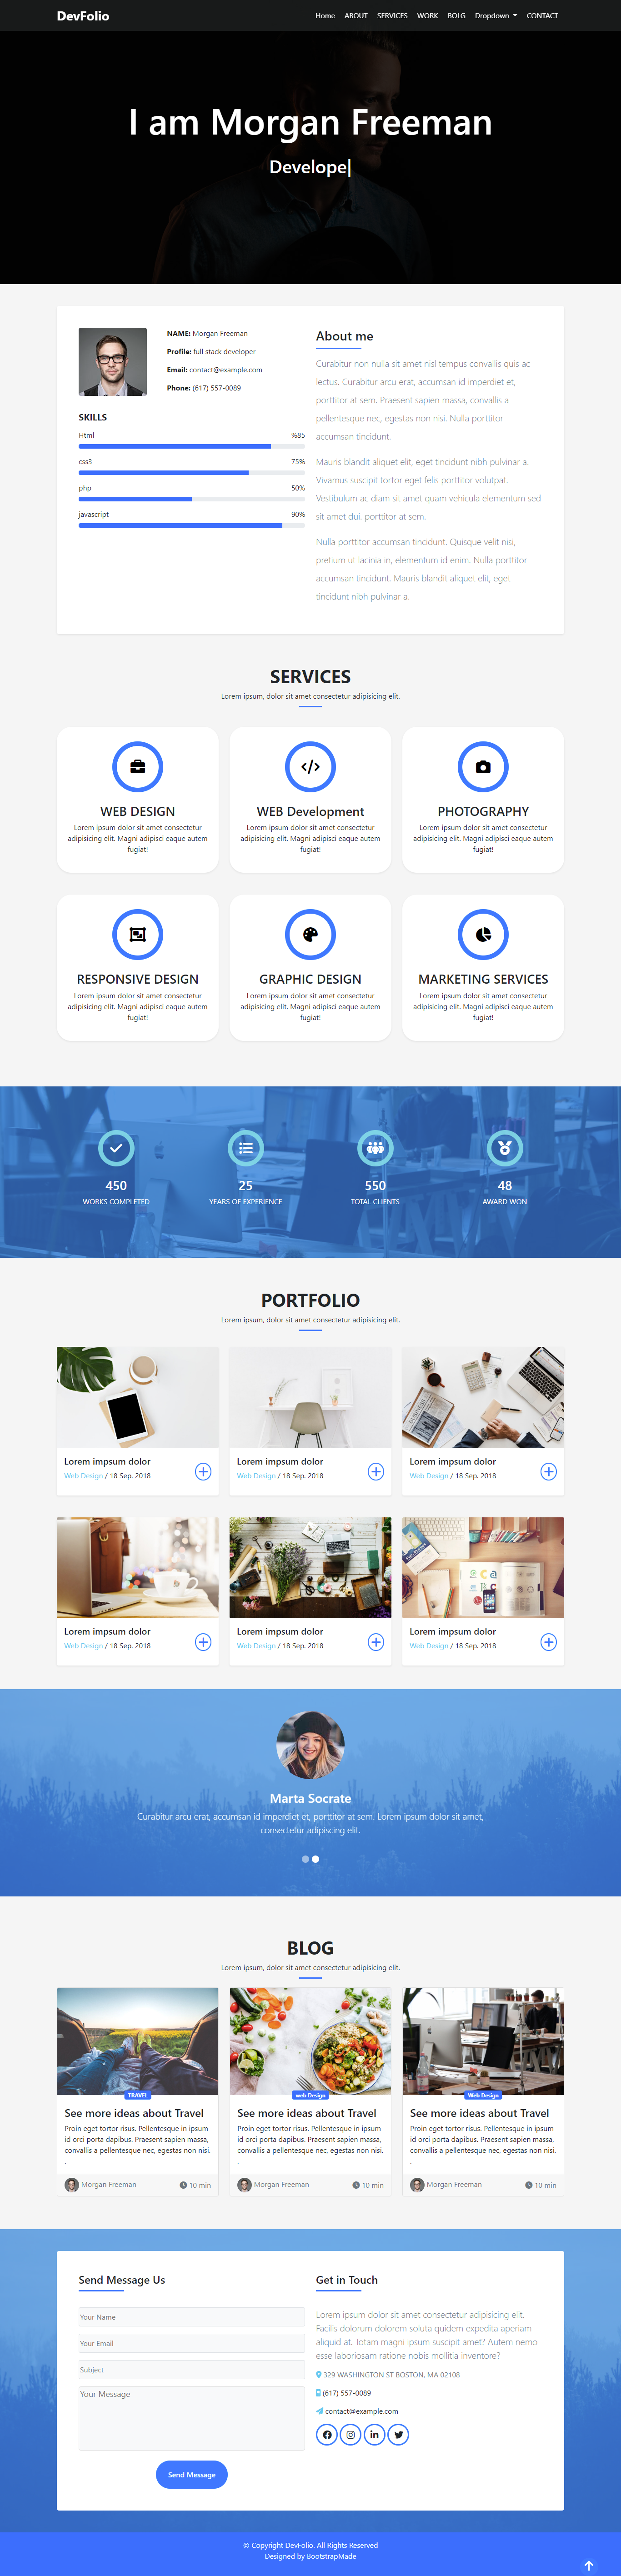 DevFolio
Home ABOUT SERVICES WORK BOLG Dropdown CONTACT
I am Morgan Freeman
Develope|
NAME: Morgan Freeman
Profile: full stack developer
Email: contact@example.com
Phone: (617) 557-0089
SKILLS
Html %85
css3 75%
php 50%
javascript 90%
About me
Curabitur non nulla sit amet nisl tempus convallis quis ac
lectus. Curabitur arcu erat, accumsan id imperdiet et,
porttitor at sem. Praesent sapien massa, convallis a
pellentesque nec, egestas non nisi. Nulla porttitor
accumsan tincidunt.
Mauris blandit aliquet elit, eget tincidunt nibh pulvinar a.
Vivamus suscipit tortor eget felis porttitor volutpat.
Vestibulum ac diam sit amet quam vehicula elementum sed
sit amet dui. porttitor at sem.
Nulla porttitor accumsan tincidunt. Quisque velit nisi,
pretium ut lacinia in, elementum id enim. Nulla porttitor
accumsan tincidunt. Mauris blandit aliquet elit, eget
tincidunt nibh pulvinar a.
SERVICES
Lorem ipsum, dolor sit amet consectetur adipisicing elit.
WEB DESIGN
Lorem ipsum dolor sit amet consectetur
adipisicing elit. Magni adipisci eaque autem
fugiat!
WEB Development
Lorem ipsum dolor sit amet consectetur
adipisicing elit. Magni adipisci eaque autem
fugiat!
PHOTOGRAPHY
Lorem ipsum dolor sit amet consectetur
adipisicing elit. Magni adipisci eaque autem
fugiat!
RESPONSIVE DESIGN
Lorem ipsum dolor sit amet consectetur
adipisicing elit. Magni adipisci eaque autem
fugiat!
GRAPHIC DESIGN
Lorem ipsum dolor sit amet consectetur
adipisicing elit. Magni adipisci eaque autem
fugiat!
MARKETING SERVICES
Lorem ipsum dolor sit amet consectetur
adipisicing elit. Magni adipisci eaque autem
fugiat!
450
WORKS COMPLETED
25
YEARS OF EXPERIENCE
550
TOTAL CLIENTS
48
AWARD WON
PORTFOLIO
Lorem ipsum, dolor sit amet consectetur adipisicing elit.
Lorem impsum dolor
Web Design / 18 Sep. 2018
Lorem impsum dolor
Web Design / 18 Sep. 2018
Lorem impsum dolor
Web Design / 18 Sep. 2018
Lorem impsum dolor
Web Design / 18 Sep. 2018
Lorem impsum dolor
Web Design / 18 Sep. 2018
Lorem impsum dolor
Web Design / 18 Sep. 2018
Marta Socrate
Curabitur arcu erat, accumsan id imperdiet et, porttitor at sem. Lorem ipsum dolor sit amet,
consectetur adipiscing elit.
BLOG
Lorem ipsum, dolor sit amet consectetur adipisicing elit.
TRAVEL
See more ideas about Travel
Proin eget tortor risus. Pellentesque in ipsum
id orci porta dapibus. Praesent sapien massa,
convallis a pellentesque nec, egestas non nisi.
.
Morgan Freeman 10 min
web Design
See more ideas about Travel
Proin eget tortor risus. Pellentesque in ipsum
id orci porta dapibus. Praesent sapien massa,
convallis a pellentesque nec, egestas non nisi.
.
Morgan Freeman 10 min
Web Design
See more ideas about Travel
Proin eget tortor risus. Pellentesque in ipsum
id orci porta dapibus. Praesent sapien massa,
convallis a pellentesque nec, egestas non nisi.
.
Morgan Freeman 10 min
Send Message Us
Your Name
Your Email
Subject
Your Message
Send Message
Get in Touch
Lorem ipsum dolor sit amet consectetur adipisicing elit.
Facilis dolorum dolorem soluta quidem expedita aperiam
aliquid at. Totam magni ipsum suscipit amet? Autem nemo
esse laboriosam ratione nobis mollitia inventore?
329 WASHINGTON ST BOSTON, MA 02108
(617) 557-0089
contact@example.com
© Copyright DevFolio. All Rights Reserved
Designed by BootstrapMade